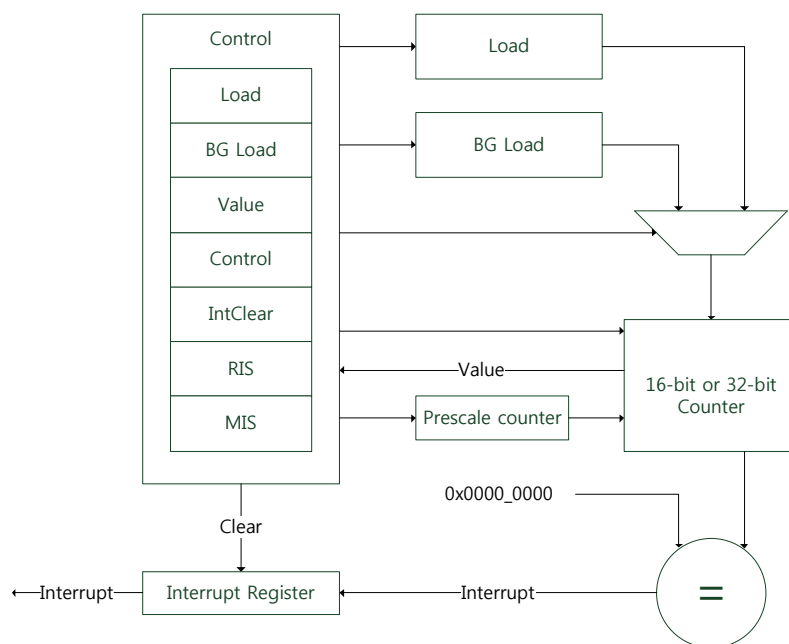 Control
Load
BG Load
Value
Control
IntClear
RIS
MIS
Load
BG Load
Value
Prescale counter
16-bit or 32-bit
Counter
0x0000_0000
Clear
Interrupt
Interrupt Register
Interrupt
=